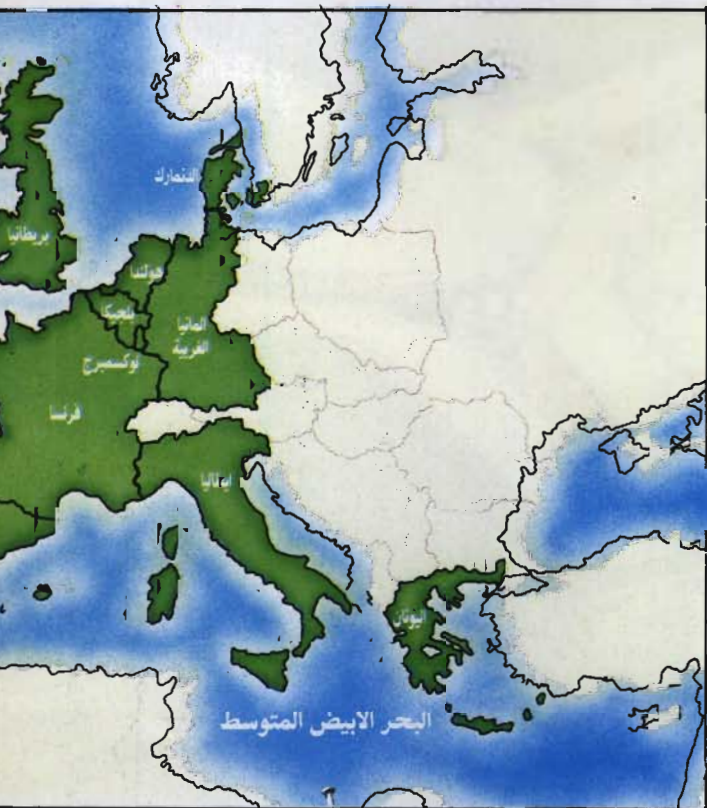 الدنمارك
بريطانيا
هولندا
بلجيكا
المانيا
الغربية
لوكسمبرج
فرنسا
ايطاليا
اليونان
البحر الابيض المتوسط